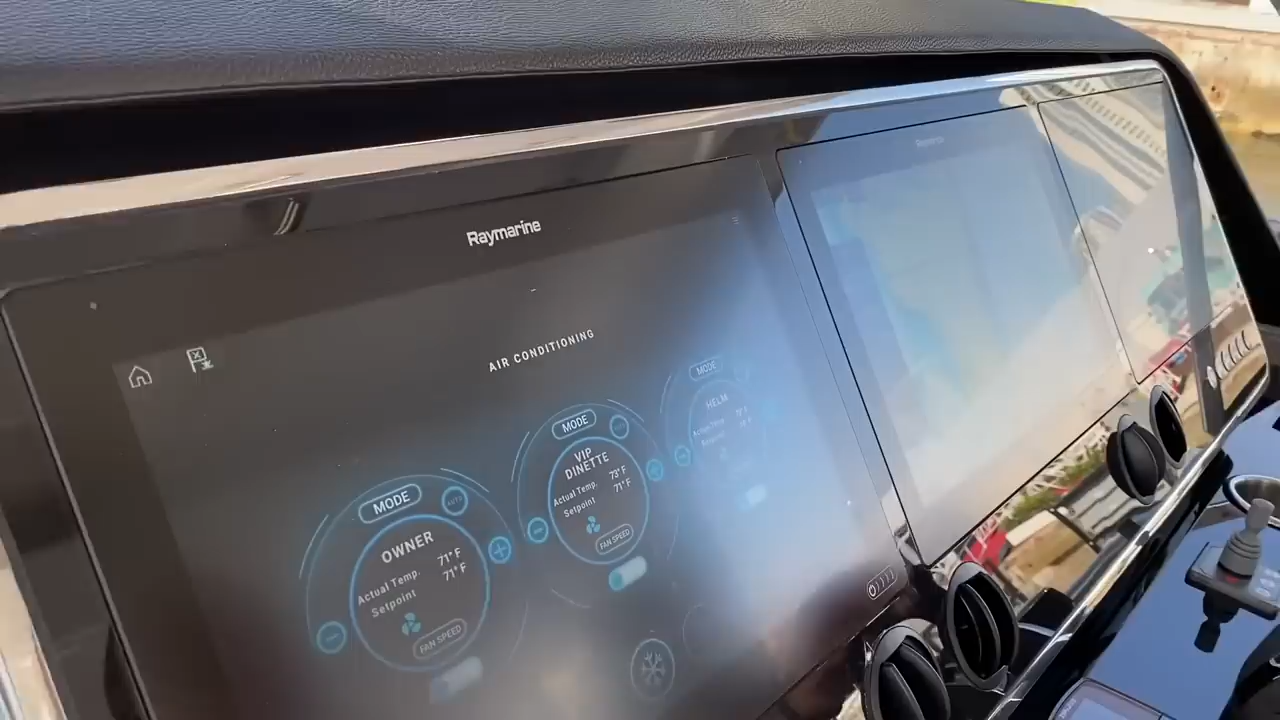 Raymarine
Raymarine
AIR CONDITIONING
MODE
AUTO
OWNER
Actual Temp. 71°F
Setpoint 71°F
FAN SPEED
MODE
VIP
DINETTE
Actual Temp. 73°F
Setpoint 71°F
FAN SPEED
MODE
HELM
Actual Temp.
Setpoint